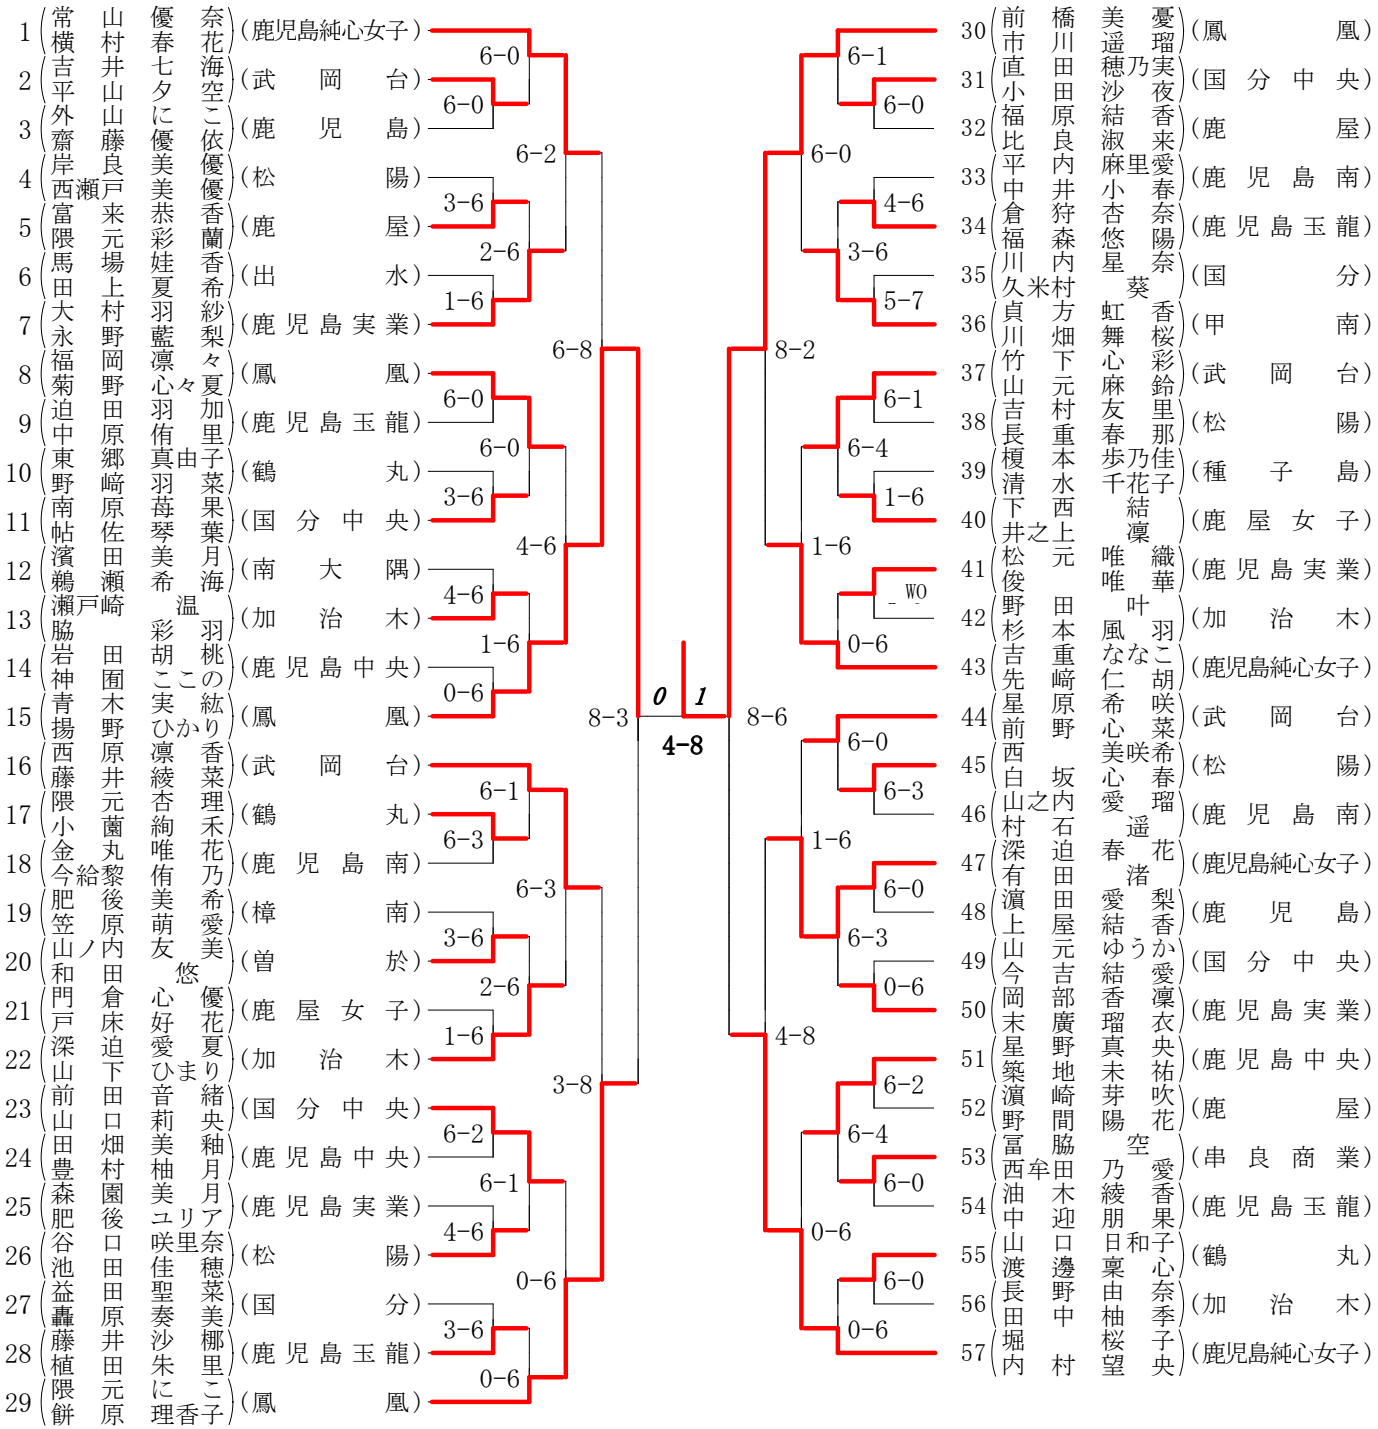 1 常山優奈 横村春花 (鹿児島純心女子)
2 吉井七海 平山夕空 (武岡台)
3 外山にこ 齋藤優依 (鹿児島)
4 岸良美優 西瀬戸美優 (松陽)
5 富来恭香 隈元彩蘭 (鹿屋)
6 馬場娃香 田上夏希 (出水)
7 大村羽紗 永野藍梨 (鹿児島実業)
8 福岡凛々 菊野心々夏 (鳳凰)
9 迫田羽加 中原侑里 (鹿児島玉龍)
10 東郷真由子 野﨑羽菜 (鶴丸)
11 南原苺果 帖佐琴葉 (国分中央)
12 濱田美月 鵜瀬希海 (南大隅)
13 瀬戸崎温 脇彩羽 (加治木)
14 岩田胡桃 神囿ここの (鹿児島中央)
15 青木実紘 揚野ひかり (鳳凰)
16 西原凛香 藤井綾菜 (武岡台)
17 隈元杏理 小薗絢禾 (鶴丸)
18 金丸唯花 今給黎侑乃 (鹿児島南)
19 肥後美希 笠原萌愛 (樟南)
20 山ノ内友美 和田悠 (曽於)
21 門倉心優 戸床好花 (鹿屋女子)
22 深迫愛夏 山下ひまり (加治木)
23 前田音緒 山口莉央 (国分中央)
24 田畑美釉 豊村柚月 (鹿児島中央)
25 森園美月 肥後ユリア (鹿児島実業)
26 谷口咲里奈 池田佳穂 (松陽)
27 益田聖菜 轟原奏美 (国分)
28 藤井沙梛 植田朱里 (鹿児島玉龍)
29 隈元にこ 餅原理香子 (鳳凰)
6-0
6-0
6-2
3-6
2-6
1-6
6-8
6-0
6-0
3-6
4-6
4-6
1-6
0-6
8-3
6-1
6-3
6-3
3-6
2-6
1-6
3-8
6-2
6-1
4-6
0-6
3-6
0-6
0 1
4-8
30 前橋美憂 市川遥瑠 (鳳凰)
31 直田穂乃実 小田沙夜 (国分中央)
32 福原結香 比良淑来 (鹿屋)
33 平内麻里愛 中井小春 (鹿児島南)
34 倉狩杏奈 福森悠陽 (鹿児島玉龍)
35 川内星奈 久米村葵 (国分)
36 貞方虹香 川畑舞桜 (甲南)
37 竹下心彩 山元麻鈴 (武岡台)
38 吉村友里 長重春那 (松陽)
39 榎本歩乃佳 清水千花子 (種子島)
40 下西結 井之上凜 (鹿屋女子)
41 松元唯織 俊唯華 (鹿児島実業)
42 野田叶 杉本風羽 (加治木)
43 吉重ななこ 先﨑仁胡 (鹿児島純心女子)
44 星原希咲 前野心菜 (武岡台)
45 西美咲希 白坂心春 (松陽)
46 山之内愛瑠 村石遥 (鹿児島南)
47 深迫春花 有田渚 (鹿児島純心女子)
48 濵田愛梨 上屋結香 (鹿児島)
49 山元ゆうか 今吉結愛 (国分中央)
50 岡部香凜 末廣瑠衣 (鹿児島実業)
51 星野真央 築地未祐 (鹿児島中央)
52 濵崎芽吹 野間陽花 (鹿屋)
53 冨脇空 西牟田乃愛 (串良商業)
54 油木綾香 中迎朋果 (鹿児島玉龍)
55 山口日和子 渡邊稟心 (鶴丸)
56 長野由奈 田中柚季 (加治木)
57 堀桜子 内村望央 (鹿児島純心女子)
6-1
6-0
6-0
4-6
3-6
5-7
8-2
6-1
6-4
1-6
1-6
WO
0-6
8-6
6-0
6-3
1-6
6-0
6-3
0-6
4-8
6-2
6-4
6-0
0-6
6-0
0-6